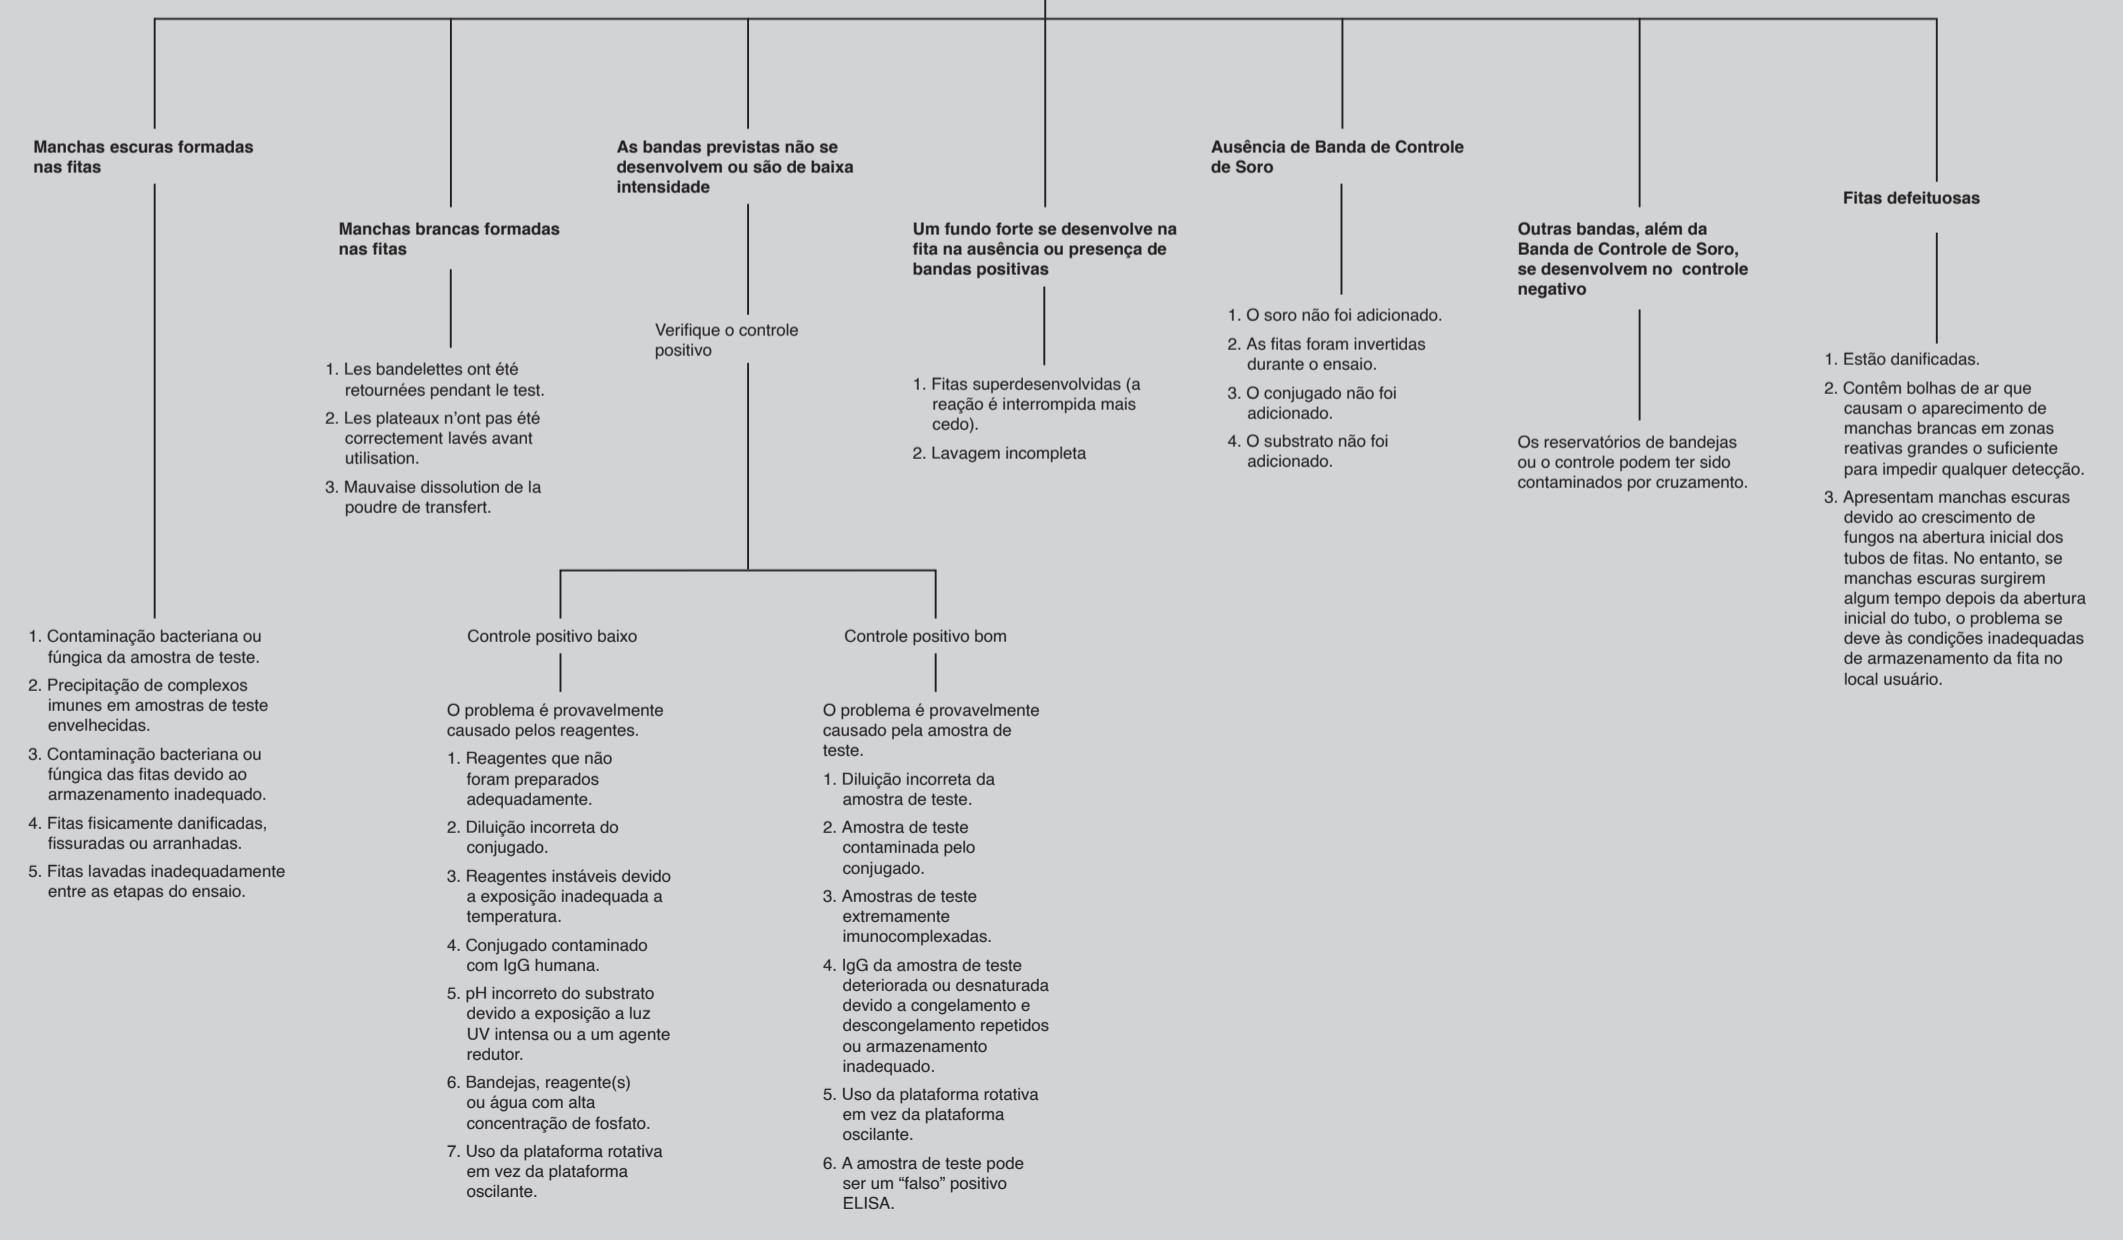 Manchas escuras formadas
nas fitas
1. Contaminação bacteriana ou
fúngica da amostra de teste.
2. Precipitação de complexos
imunes em amostras de teste
envelhecidas.
3. Contaminação bacteriana ou
fúngica das fitas devido ao
armazenamento inadequado.
4. Fitas fisicamente danificadas,
fissuradas ou arranhadas.
5. Fitas lavadas inadequadamente
entre as etapas do ensaio.
Manchas brancas formadas
nas fitas
1. Les bandelettes ont été
retournées pendant le test.
2. Les plateaux n’ont pas été
correctement lavés avant
utilisation.
3. Mauvaise dissolution de la
poudre de transfert.
As bandas previstas não se
desenvolvem ou são de baixa
intensidade
Verifique o controle
positivo
Controle positivo baixo
O problema é provavelmente
causado pelos reagentes.
1. Reagentes que não
foram preparados
adequadamente.
2. Diluição incorreta do
conjugado.
3. Reagentes instáveis devido
a exposição inadequada a
temperatura.
4. Conjugado contaminado
com IgG humana.
5. pH incorreto do substrato
devido a exposição a luz
UV intensa ou a um agente
redutor.
6. Bandejas, reagente(s)
ou água com alta
concentração de fosfato.
7. Uso da plataforma rotativa
em vez da plataforma
oscilante.
Controle positivo bom
O problema é provavelmente
causado pela amostra de
teste.
1. Diluição incorreta da
amostra de teste.
2. Amostra de teste
contaminada pelo
conjugado.
3. Amostras de teste
extremamente
imunocomplexadas.
4. IgG da amostra de teste
deteriorada ou desnaturada
devido a congelamento e
descongelamento repetidos
ou armazenamento
inadequado.
5. Uso da plataforma rotativa
em vez da plataforma
oscilante.
6. A amostra de teste pode
ser um “falso” positivo
ELISA.
Um fundo forte se desenvolve na
fita na ausência ou presença de
bandas positivas
1. Fitas superdesenvolvidas (a
reação é interrompida mais
cedo).
2. Lavagem incompleta
Ausência de Banda de Controle
de Soro
1. O soro não foi adicionado.
2. As fitas foram invertidas
durante o ensaio.
3. O conjugado não foi
adicionado.
4. O substrato não foi
adicionado.
Outras bandas, além da
Banda de Controle de Soro,
se desenvolvem no controle
negativo
Os reservatórios de bandejas
ou o controle podem ter sido
contaminados por cruzamento.
Fitas defeituosas
1. Estão danificadas.
2. Contêm bolhas de ar que
causam o aparecimento de
manchas brancas em zonas
reativas grandes o suficiente
para impedir qualquer detecção.
3. Apresentam manchas escuras
devido ao crescimento de
fungos na abertura inicial dos
tubos de fitas. No entanto, se
manchas escuras surgirem
algum tempo depois da abertura
inicial do tubo, o problema se
deve às condições inadequadas
de armazenamento da fita no
local usuário.